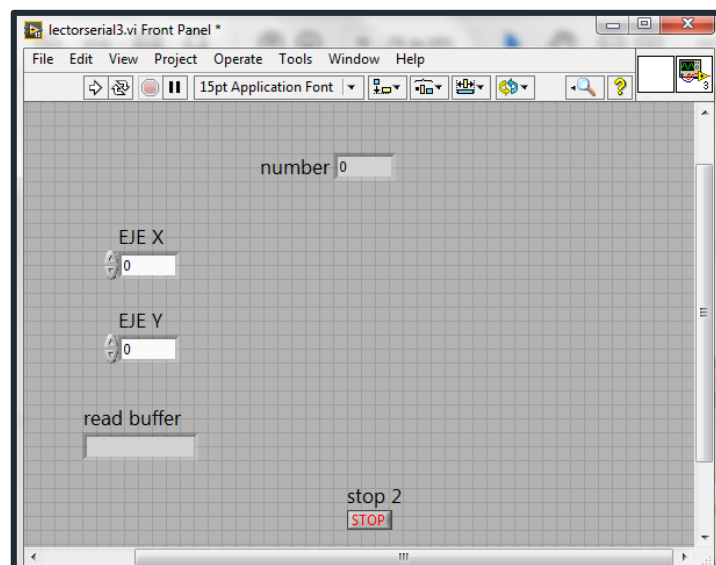 lectorserial3.vi Front Panel *
File Edit View Project Operate Tools Window Help
15pt Application Font
3
number 0
EJE X
0
EJE Y
0
read buffer
stop 2
STOP